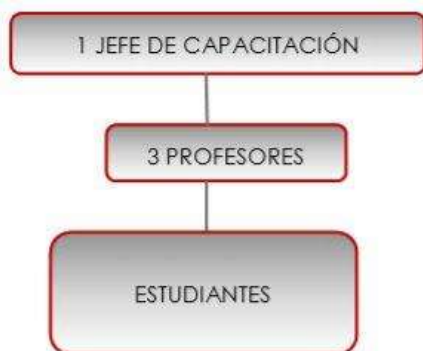 1 JEFE DE CAPACITACIÓN
3 PROFESORES
ESTUDIANTES